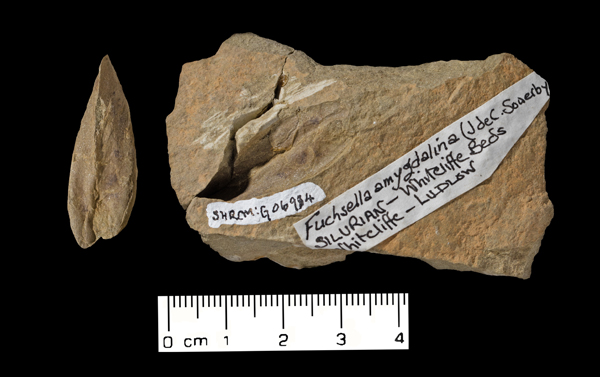 SHRCM:G06984
Fuchsella amygdalina (J de C. Sowerby
SILURIAN - Whitcliffe Beds
Whitcliffe - LUDLOW
0 cm 1 2 3 4